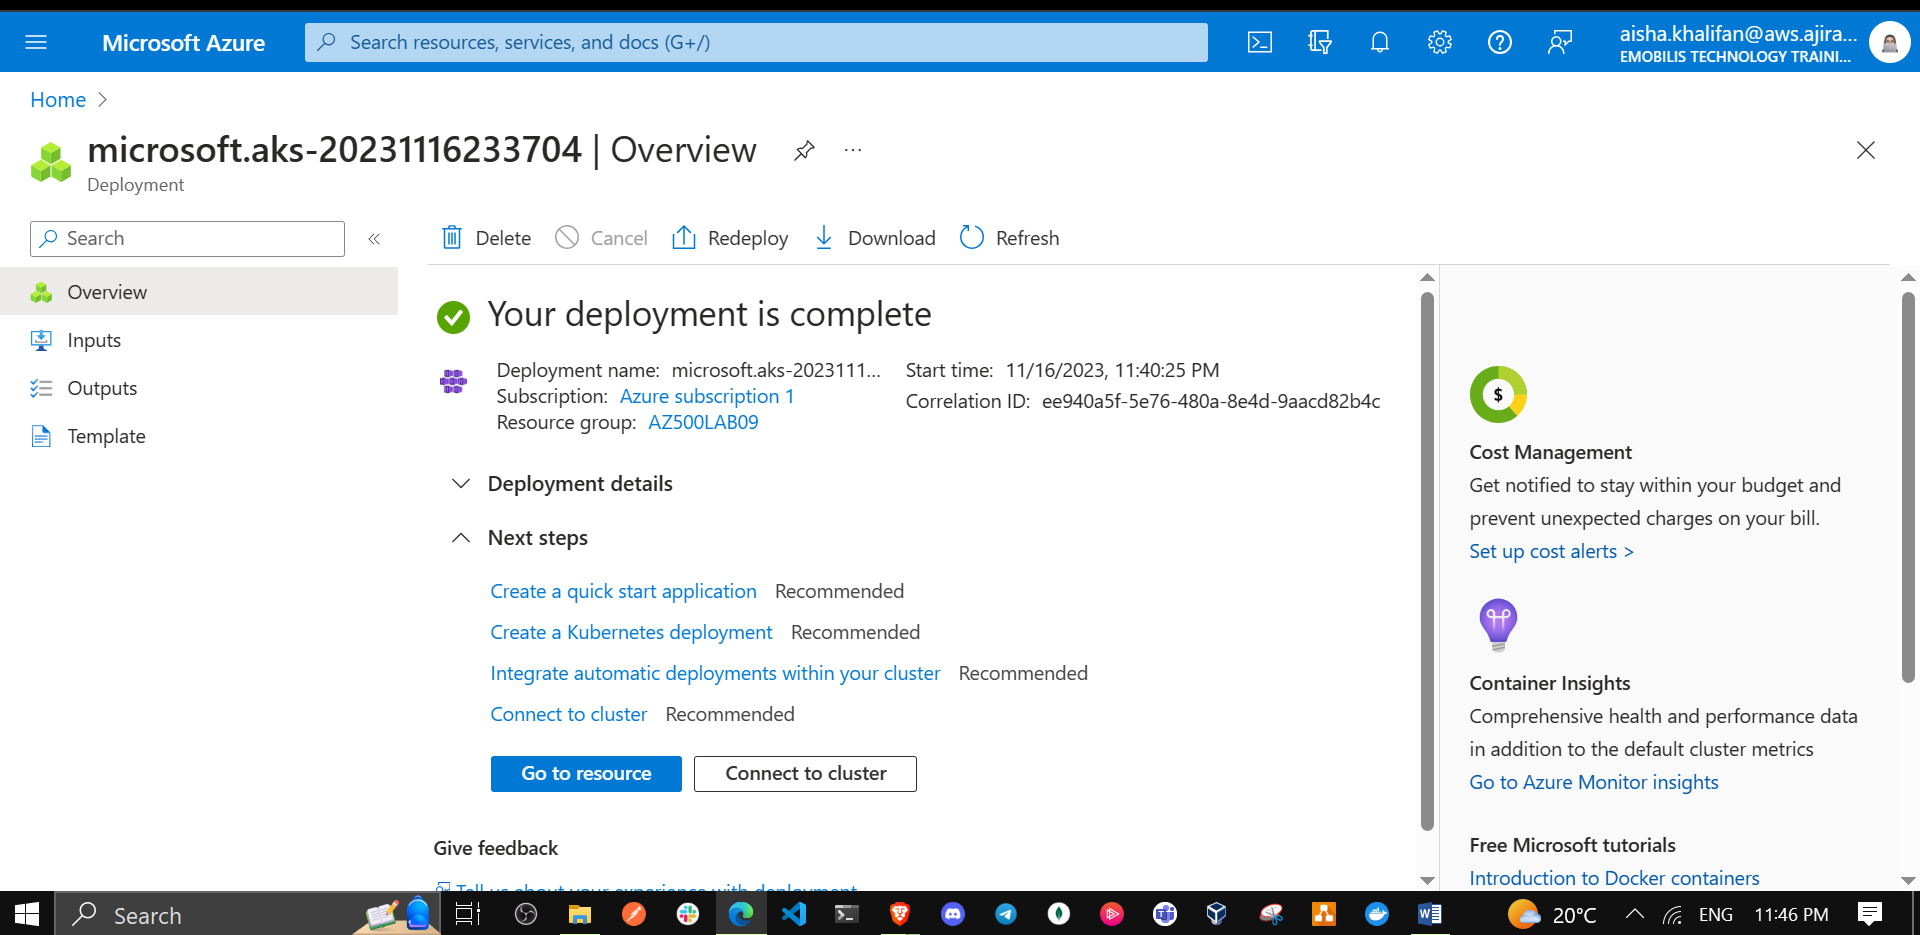 Microsoft Azure
Search resources, services, and docs (G+/)
aisha.khalifan@aws.ajira...
EMOBILIS TECHNOLOGY TRAINI...
Home
microsoft.aks-20231116233704 | Overview
...
Deployment
Search
«
Overview
Inputs
Outputs
Template
Delete
Cancel
Redeploy
Download
Refresh
Your deployment is complete
Deployment name: microsoft.aks-2023111...
Subscription: Azure subscription 1
Resource group: AZ500LAB09
Start time: 11/16/2023, 11:40:25 PM
Correlation ID: ee940a5f-5e76-480a-8e4d-9aacd82b4c
Deployment details
Next steps
Create a quick start application Recommended
Create a Kubernetes deployment Recommended
Integrate automatic deployments within your cluster Recommended
Connect to cluster Recommended
Go to resource
Connect to cluster
Give feedback
Tell us about your experience with deployment
$
Cost Management
Get notified to stay within your budget and
prevent unexpected charges on your bill.
Set up cost alerts >
Container Insights
Comprehensive health and performance data
in addition to the default cluster metrics
Go to Azure Monitor insights
Free Microsoft tutorials
Introduction to Docker containers
Search
20°C
ENG
11:46 PM